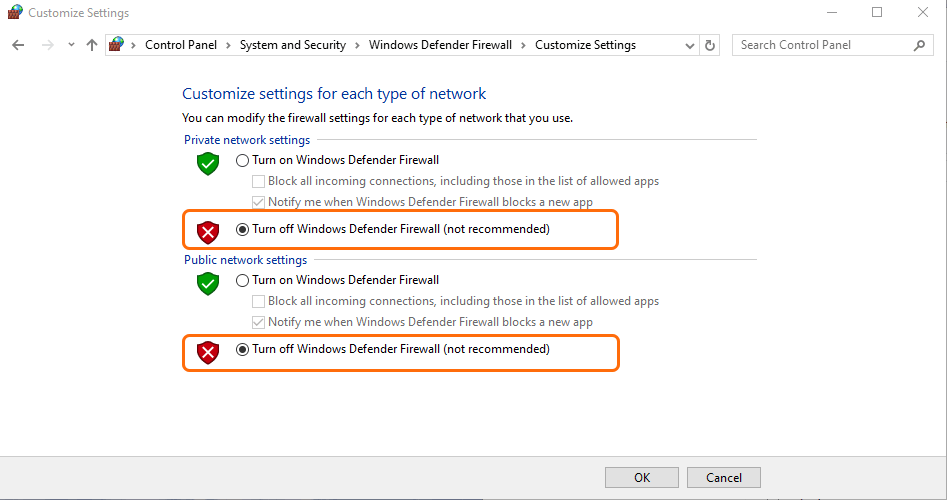 Customize Settings
Control Panel System and Security Windows Defender Firewall Customize Settings Search Control Panel
Customize settings for each type of network
You can modify the firewall settings for each type of network that you use.
Private network settings
Turn on Windows Defender Firewall
Block all incoming connections, including those in the list of allowed apps
Notify me when Windows Defender Firewall blocks a new app
Turn off Windows Defender Firewall (not recommended)
Public network settings
Turn on Windows Defender Firewall
Block all incoming connections, including those in the list of allowed apps
Notify me when Windows Defender Firewall blocks a new app
Turn off Windows Defender Firewall (not recommended)
OK Cancel